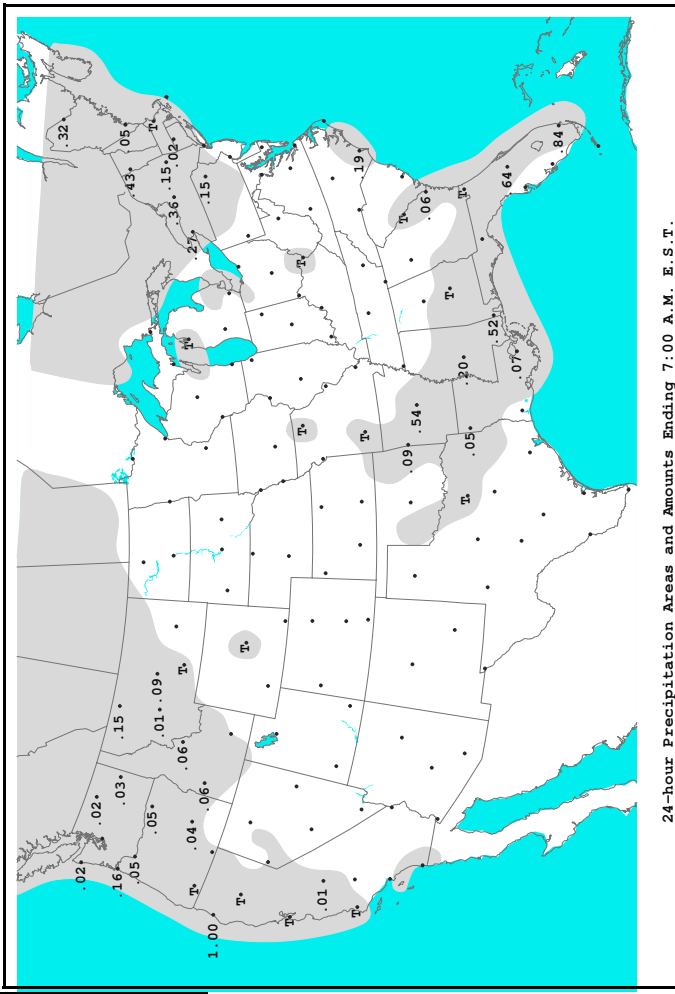 .32
.02
.02
.16
.15
.03
.05
.43
.05
.05
T
.09
.01
.15
.02
.36
.06
T
T
.04
.27
T
.06
.15
1.00
T
T
T
T
T
.01
T
.19
T
T
.09
.54
.06
T
.20
T
T
.05
.52
.64
.07
.84
24-hour Precipitation Areas and Amounts Ending 7:00 A.M. E.S.T.